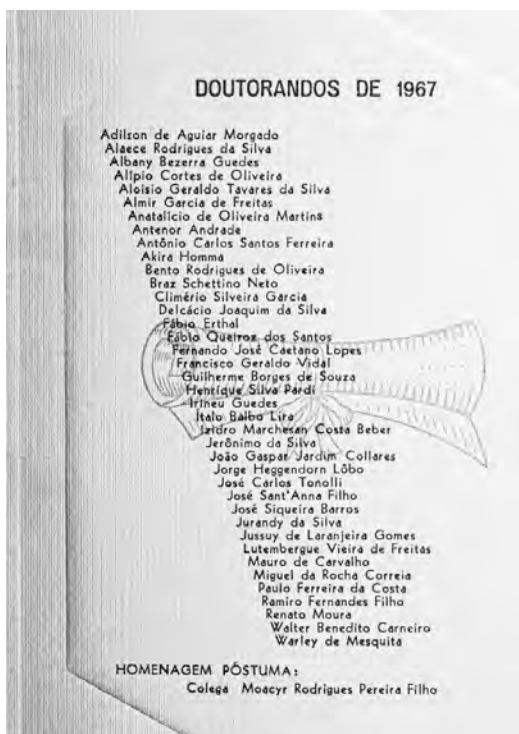 DOUTORANDOS DE 1967
Adilson de Aguiar Morgado
Alaece Rodrigues da Silva
Albany Bezerra Guedes
Alípio Cortes de Oliveira
Aloisio Geraldo Tavares da Silva
Almir Garcia de Freitas
Anatalício de Oliveira Martins
Antenor Andrade
Antônio Carlos Santos Ferreira
Akira Homma
Bento Rodrigues de Oliveira
Braz Schettino Neto
Climério Silveira Garcia
Delcácio Joaquim da Silva
Fábio Erthal
Fábio Queiroz dos Santos
Fernando José Caetano Lopes
Francisco Geraldo Vidal
Guilherme Borges de Souza
Henrique Silva Pardi
Irineu Guedes
Ítalo Balbo Lira
Izidro Marchesan Costa Beber
Jerônimo da Silva
João Gaspar Jardim Collares
Jorge Heggendorn Lôbo
José Carlos Tonolli
José Sant'Anna Filho
José Siqueira Barros
Jurandy da Silva
Jussuy de Laranjeira Gomes
Lutembergue Vieira de Freitas
Mauro de Carvalho
Miguel da Rocha Correia
Paulo Ferreira da Costa
Ramiro Fernandes Filho
Renato Moura
Walter Benedito Carneiro
Warley de Mesquita
HOMENAGEM PÓSTUMA:
Colega Moacyr Rodrigues Pereira Filho